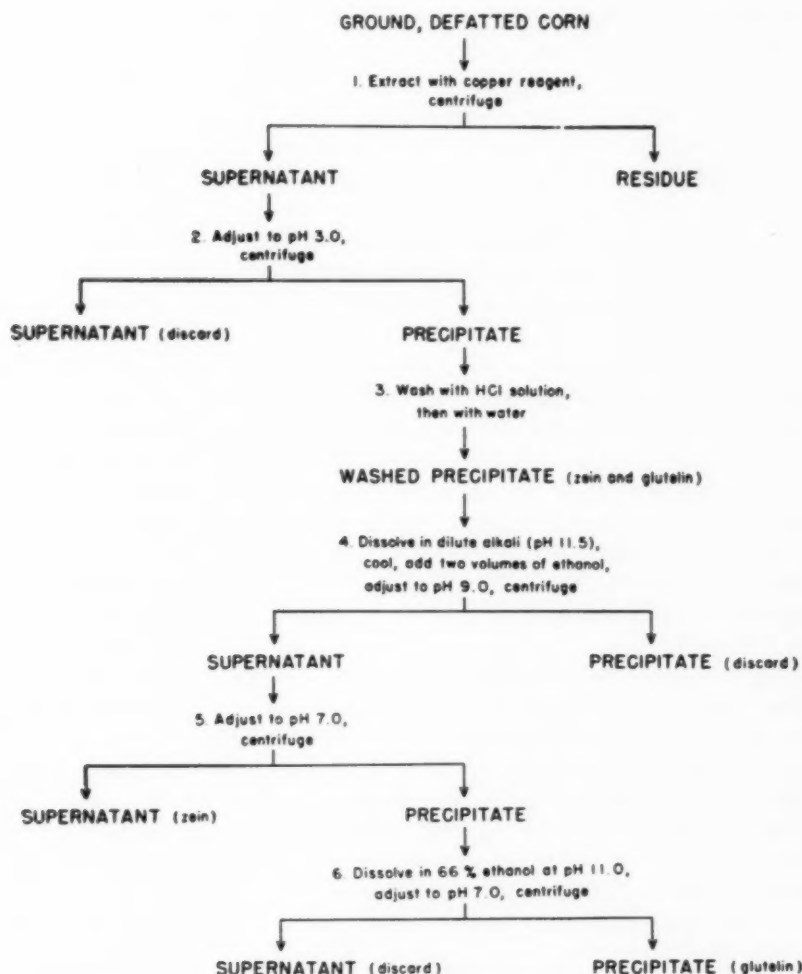 GROUND, DEFATTED CORN
1. Extract with copper reagent,
centrifuge
SUPERNATANT
RESIDUE
2. Adjust to pH 3.0,
centrifuge
SUPERNATANT (discard)
PRECIPITATE
3. Wash with HCl solution,
then with water
WASHED PRECIPITATE (zein and glutelin)
4. Dissolve in dilute alkali (pH 11.5),
cool, add two volumes of ethanol,
adjust to pH 9.0, centrifuge
SUPERNATANT
PRECIPITATE (discard)
5. Adjust to pH 7.0,
centrifuge
SUPERNATANT (zein)
PRECIPITATE
6. Dissolve in 66 % ethanol at pH 11.0,
adjust to pH 7.0, centrifuge
SUPERNATANT (discard)
PRECIPITATE (glutelin)